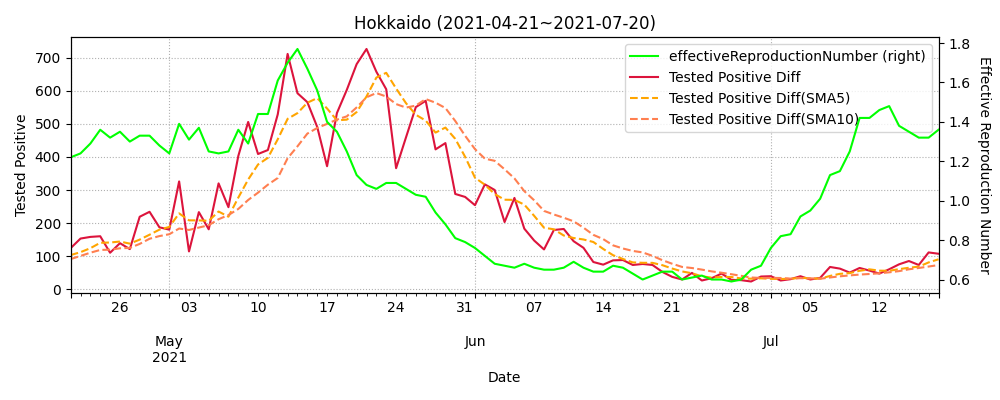 Hokkaido (2021-04-21~2021-07-20)
effectiveReproductionNumber (right)
Tested Positive Diff
Tested Positive Diff(SMA5)
Tested Positive Diff(SMA10)
Tested Positive
700
600
500
400
300
200
100
0
1.8
1.6
1.4
1.2
1.0
0.8
0.6
Effective Reproduction Number
26 03 10 17 24 31 07 14 21 28 05 12
May Jun Jul
2021
Date